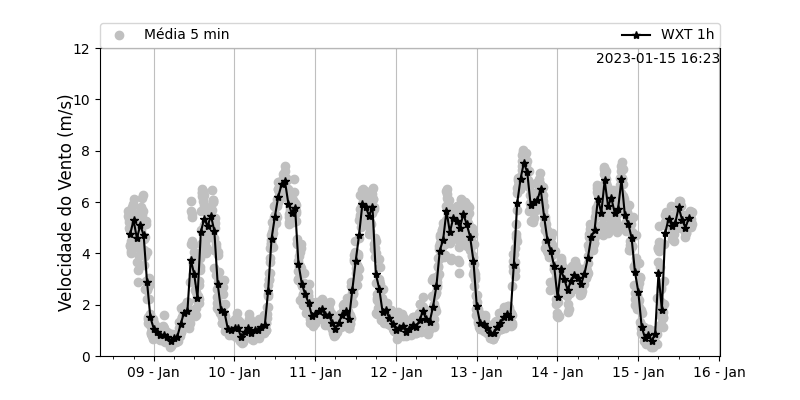 Média 5 min
WXT 1h
2023-01-15 16:23
Velocidade do Vento (m/s)
12
10
8
6
4
2
0
09 - Jan
10 - Jan
11 - Jan
12 - Jan
13 - Jan
14 - Jan
15 - Jan
16 - Jan